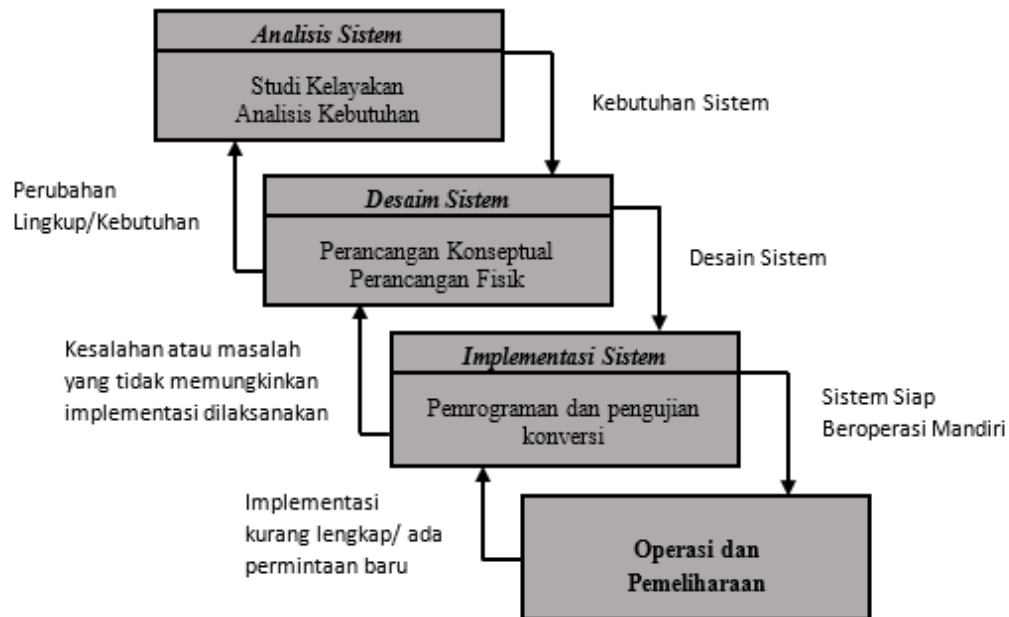 Analisis Sistem
Studi Kelayakan
Analisis Kebutuhan
Kebutuhan Sistem
Perubahan
Lingkup/Kebutuhan
Desaim Sistem
Perancangan Konseptual
Perancangan Fisik
Desain Sistem
Kesalahan atau masalah
yang tidak memungkinkan
implementasi dilaksanakan
Implementasi Sistem
Pemrograman dan pengujian
konversi
Sistem Siap
Beroperasi Mandiri
Implementasi
kurang lengkap/ ada
permintaan baru
Operasi dan
Pemeliharaan